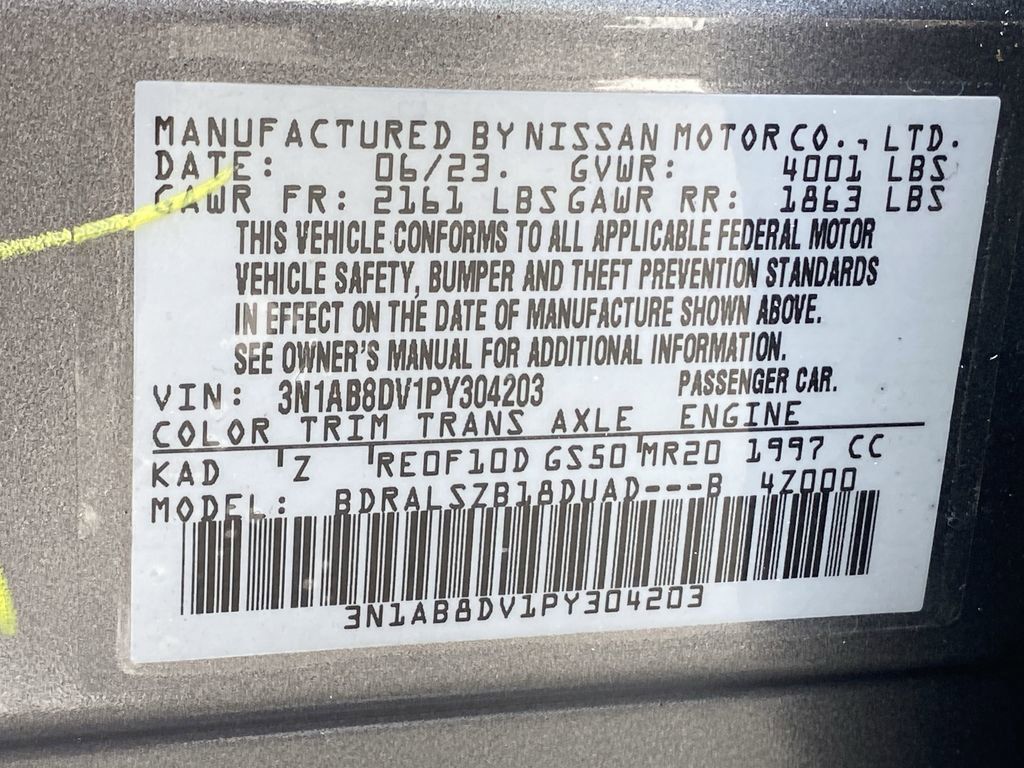 MANUFACTURED BY NISSAN MOTOR CO., LTD.
DATE: 06/23. GVWR: 4001 LBS
GAWR FR: 2161 LBS GAWR RR: 1863 LBS
THIS VEHICLE CONFORMS TO ALL APPLICABLE FEDERAL MOTOR
VEHICLE SAFETY, BUMPER AND THEFT PREVENTION STANDARDS
IN EFFECT ON THE DATE OF MANUFACTURE SHOWN ABOVE.
SEE OWNER'S MANUAL FOR ADDITIONAL INFORMATION.
VIN: 3N1AB8DV1PY304203 PASSENGER CAR.
COLOR TRIM TRANS AXLE ENGINE
KAD Z RE0F10D GS50 MR20 1997 CC
MODEL: BDRALSZB18DUAD---B 4Z000
3N1AB8DV1PY304203